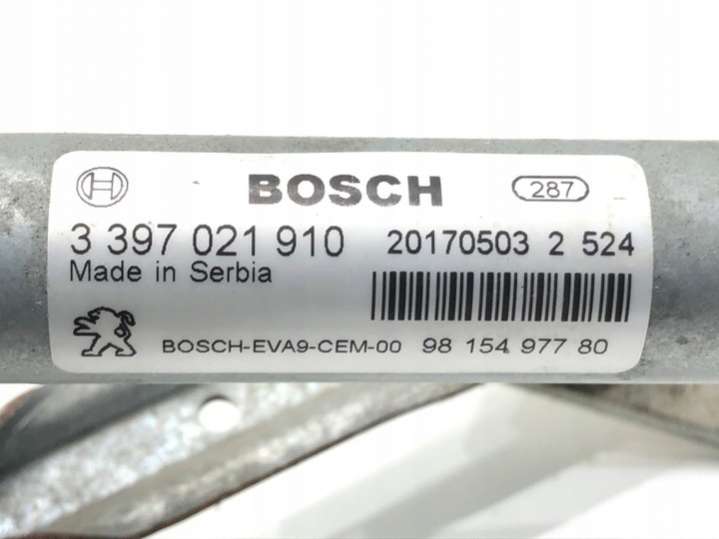 BOSCH 287
3 397 021 910 20170503 2 524
Made in Serbia
BOSCH-EVA9-CEM-00 98 154 977 80